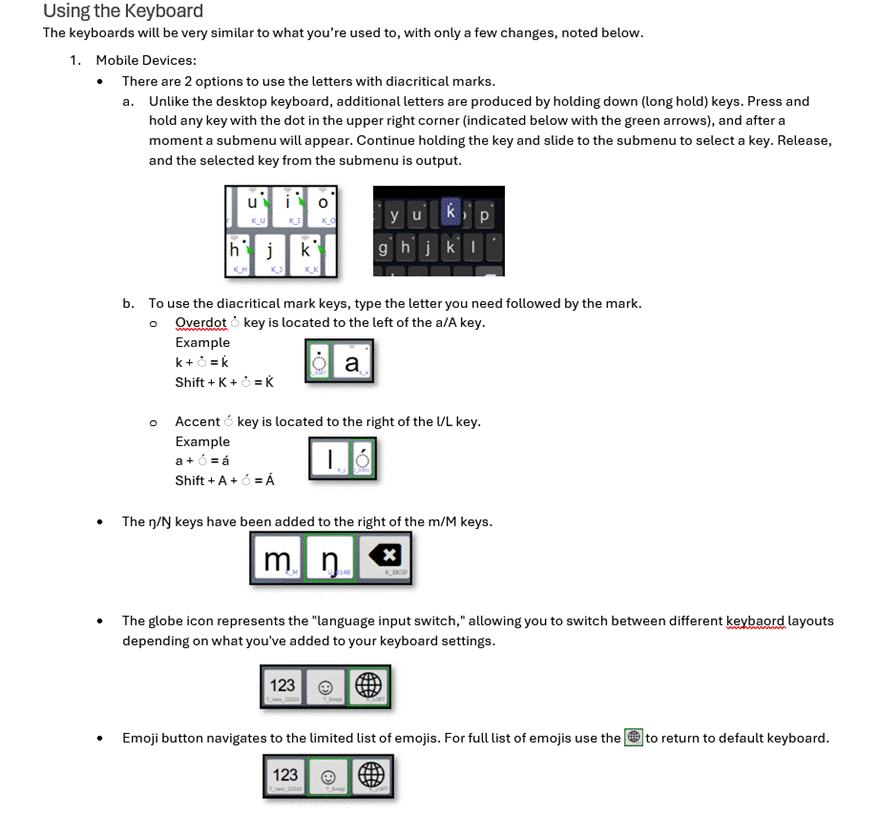 Using the Keyboard
The keyboards will be very similar to what you're used to, with only a few changes, noted below.
1. Mobile Devices:
• There are 2 options to use the letters with diacritical marks.
a. Unlike the desktop keyboard, additional letters are produced by holding down (long hold) keys. Press and
hold any key with the dot in the upper right corner (indicated below with the green arrows), and after a
moment a submenu will appear. Continue holding the key and slide to the submenu to select a key. Release,
and the selected key from the submenu is output.
u i o
K_U K_I K_O
h j k
K_H K_J K_K
y u k̇ p
g h j k l ´
b. To use the diacritical mark keys, type the letter you need followed by the mark.
o Overdot ◌̇ key is located to the left of the a/A key.
Example
k + ◌̇ = k̇
Shift + K + ◌̇ = K̇
◌̇ a
K_A
o Accent ◌́ key is located to the right of the l/L key.
Example
a + ◌́ = á
Shift + A + ◌́ = Á
l ◌́
K_L
• The ŋ/Ŋ keys have been added to the right of the m/M keys.
m ŋ
K_M U_014B K_BKSP
• The globe icon represents the "language input switch," allowing you to switch between different keybaord layouts
depending on what you've added to your keyboard settings.
123
• Emoji button navigates to the limited list of emojis. For full list of emojis use the to return to default keyboard.
123